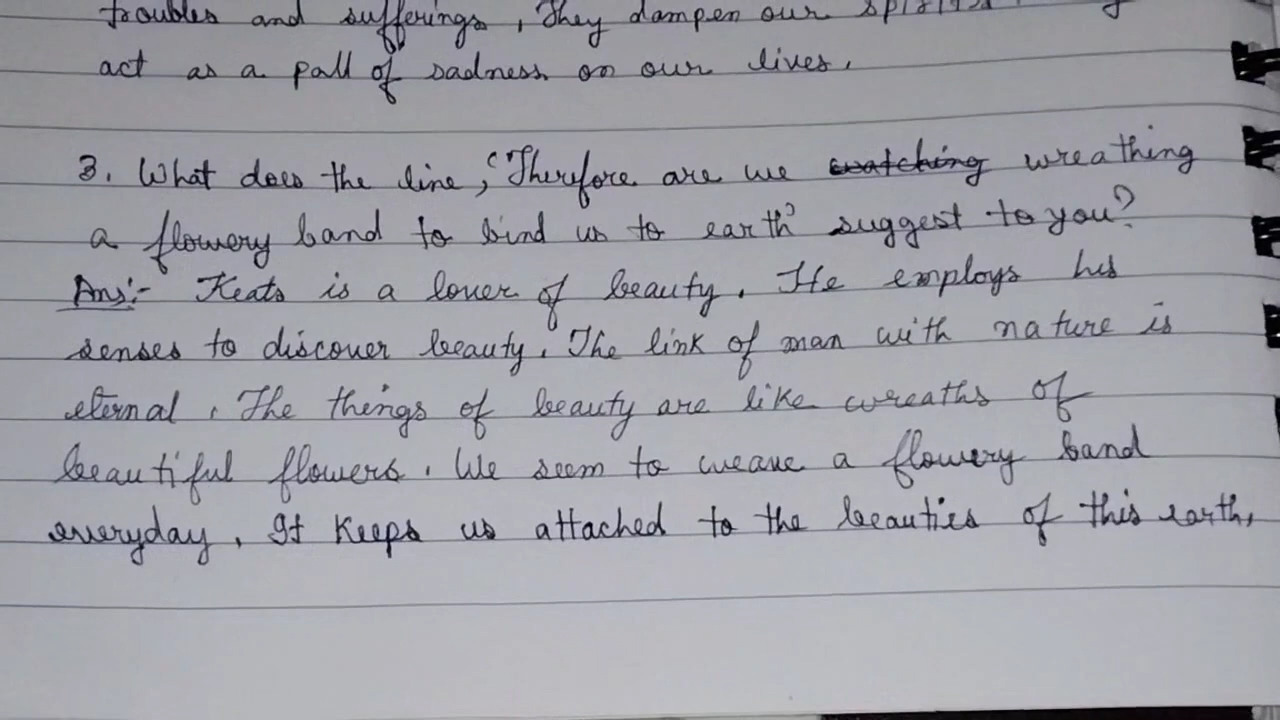 troubles and sufferings, They dampen our
act as a pall of sadness on our lives.
3. What does the line, 'Therefore are we watching wreathing
a flowery band to bind us to earth' suggest to you?
Ans:- Keats is a lover of beauty. He employs his
senses to discover beauty. The link of man with nature is
eternal. The things of beauty are like wreaths of
beautiful flowers. We seem to weave a flowery band
everyday. It keeps us attached to the beauties of this earth,